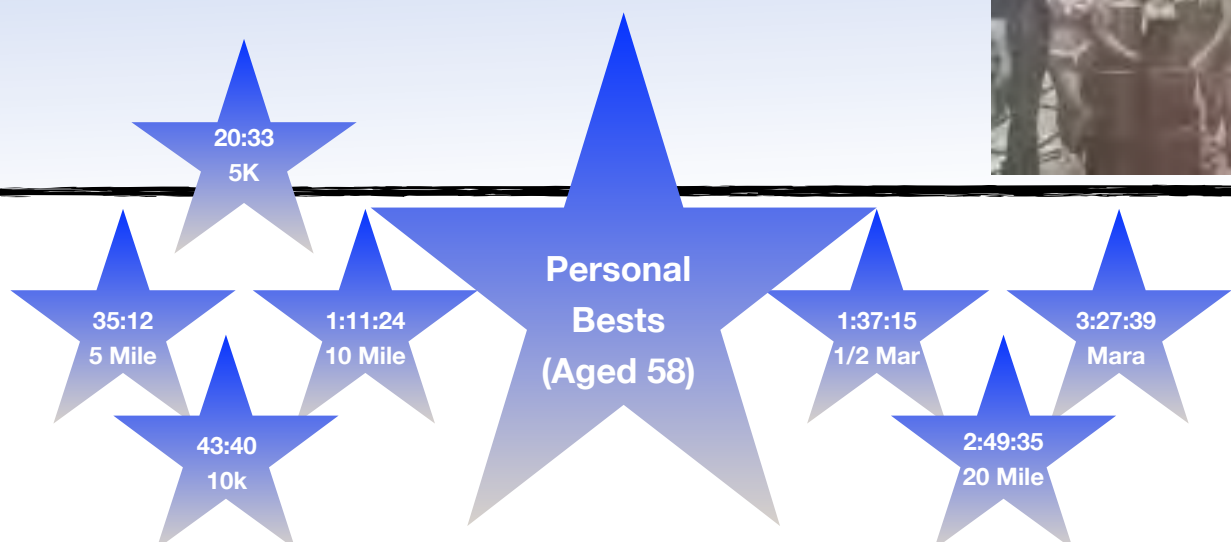 20:33
5K
35:12
5 Mile
1:11:24
10 Mile
43:40
10k
Personal
Bests
(Aged 58)
1:37:15
1/2 Mar
3:27:39
Mara
2:49:35
20 Mile